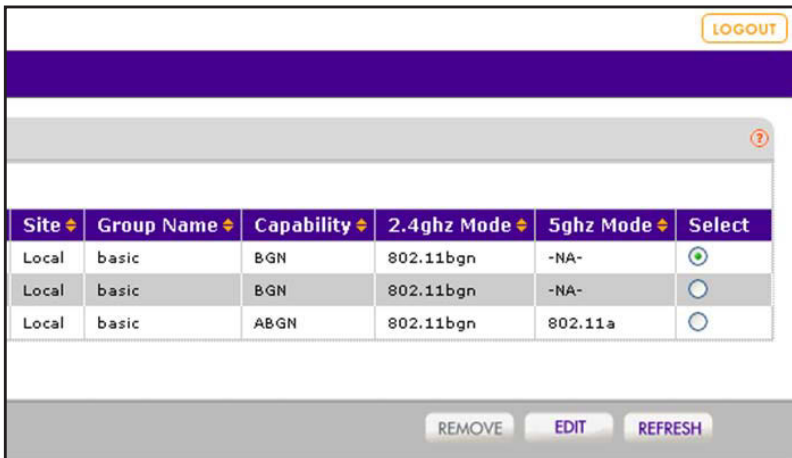 LOGOUT
?
Site Group Name Capability 2.4ghz Mode 5ghz Mode Select
Local basic BGN 802.11bgn -NA-
Local basic BGN 802.11bgn -NA-
Local basic ABGN 802.11bgn 802.11a
REMOVE EDIT REFRESH